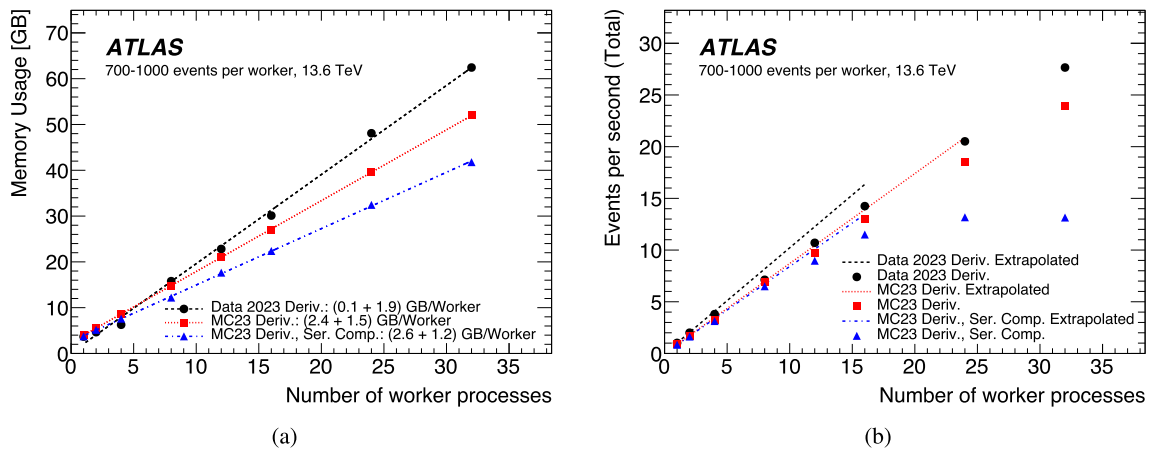 Memory Usage [GB]
70
60
50
40
30
20
10
0
ATLAS
700-1000 events per worker, 13.6 TeV
Data 2023 Deriv.: (0.1 + 1.9) GB/Worker
MC23 Deriv.: (2.4 + 1.5) GB/Worker
MC23 Deriv., Ser. Comp.: (2.6 + 1.2) GB/Worker
0 5 10 15 20 25 30 35
Number of worker processes
(a)
Events per second (Total)
30
25
20
15
10
5
0
ATLAS
700-1000 events per worker, 13.6 TeV
Data 2023 Deriv. Extrapolated
Data 2023 Deriv.
MC23 Deriv. Extrapolated
MC23 Deriv.
MC23 Deriv., Ser. Comp. Extrapolated
MC23 Deriv., Ser. Comp.
0 5 10 15 20 25 30 35
Number of worker processes
(b)